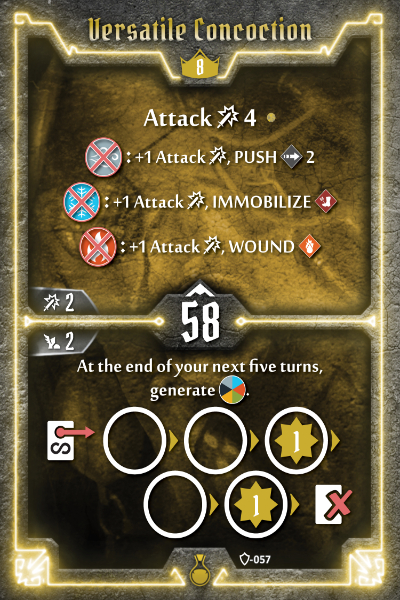 Versatile Concoction
8
Attack 4
: +1 Attack , PUSH 2
: +1 Attack , IMMOBILIZE
: +1 Attack , WOUND
2
58
2
At the end of your next five turns,
generate .
S
1
1
-057